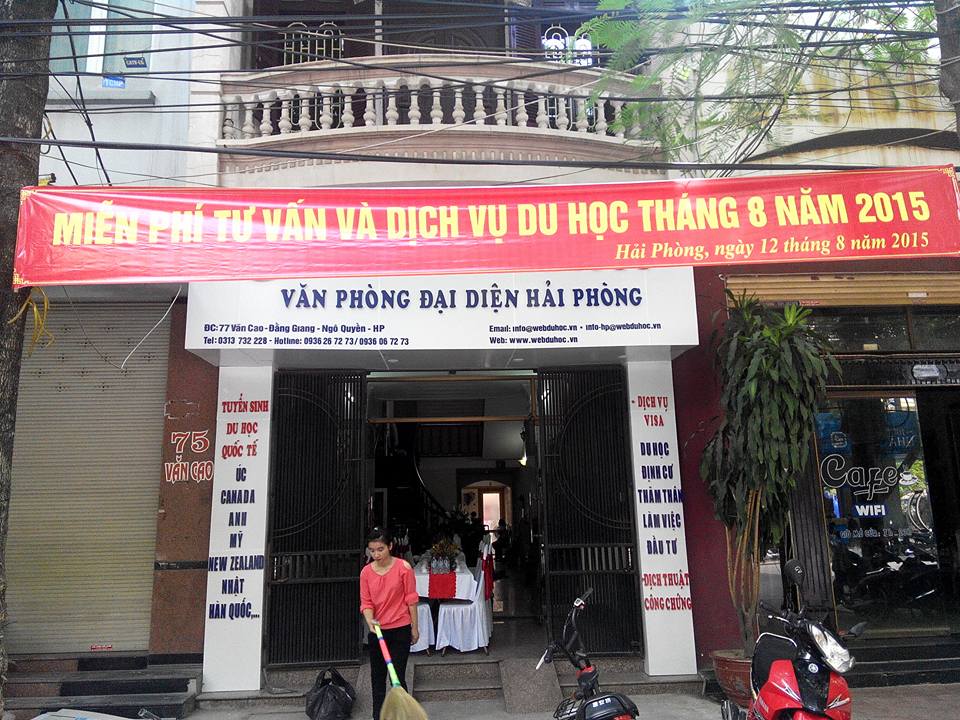 MIỄN PHÍ TƯ VẤN VÀ DỊCH VỤ DU HỌC THÁNG 8 NĂM 2015
Hải Phòng, ngày 12 tháng 8 năm 2015
VĂN PHÒNG ĐẠI DIỆN HẢI PHÒNG
ĐC: 77 Văn Cao - Đằng Giang - Ngô Quyền - HP
Tel: 0313 732 228 - Hotline: 0936 26 72 73/ 0936 06 72 73
Email: info@webduhoc.vn - info-hp@webduhoc.vn
Web: www.webduhoc.vn
TUYỂN SINH
DU HỌC
QUỐC TẾ
ÚC
CANADA
ANH
MỸ
NEW ZEALAND
NHẬT
HÀN QUỐC,...
- DỊCH VỤ
VISA
DU HỌC
ĐỊNH CƯ
THĂM THÂN
LÀM VIỆC
ĐẦU TƯ
- DỊCH THUẬT
CÔNG CHỨNG
75
VĂN CAO
Cafe
WIFI
GIỜ MỞ CỬA: